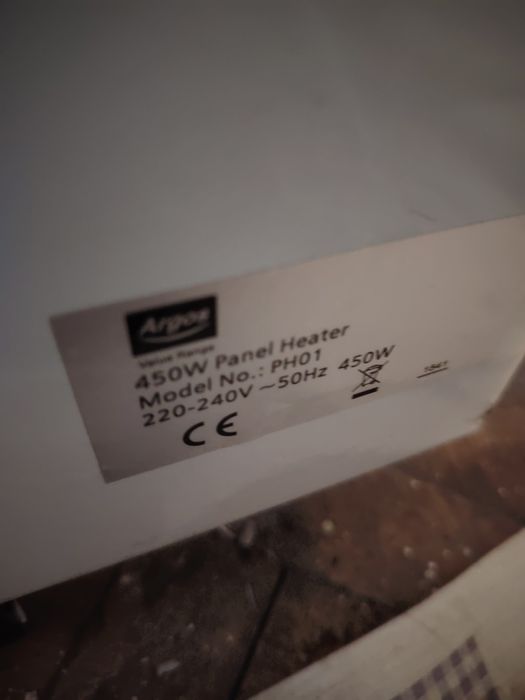 Argos
Value Range
450W Panel Heater
Model No.: PH01
220-240V ~50Hz 450W
CE